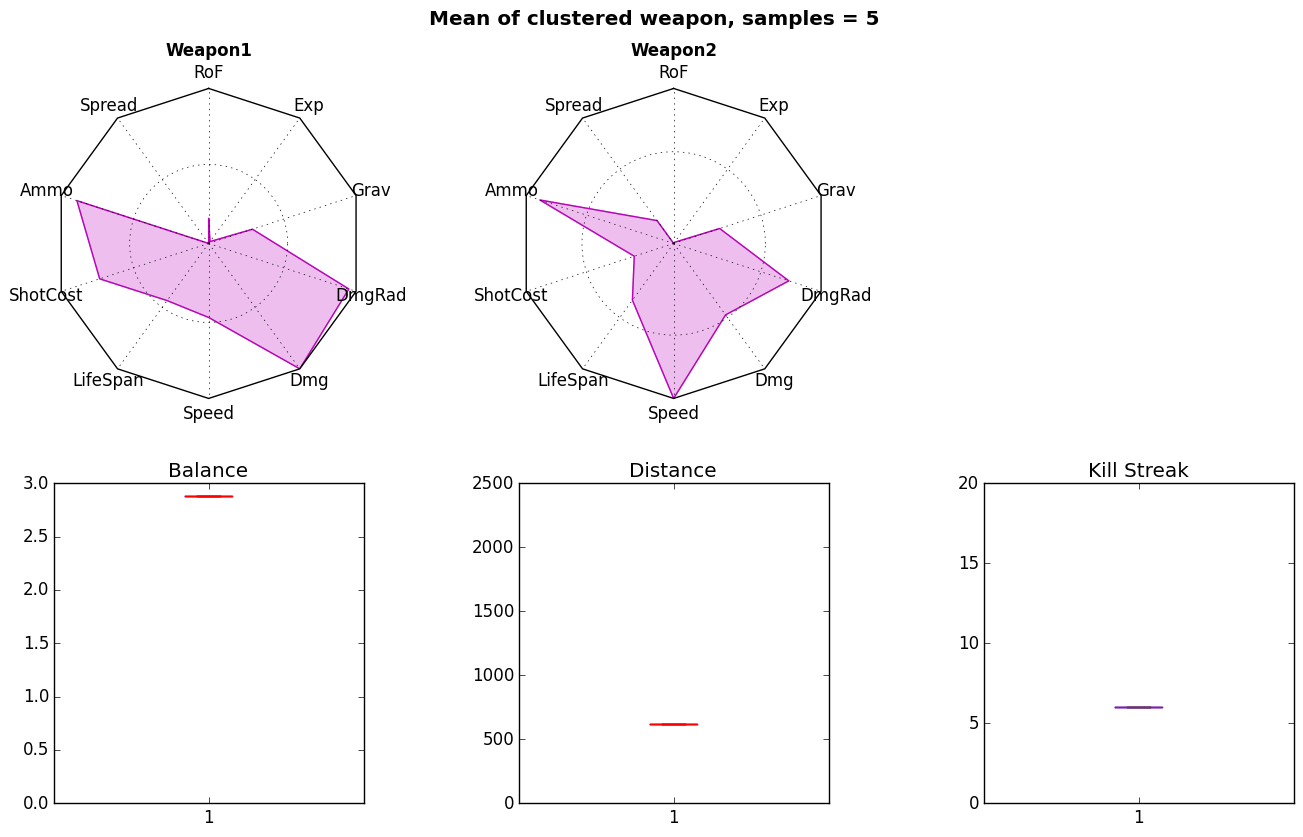 Mean of clustered weapon, samples = 5
Weapon1
RoF
Exp
Grav
DmgRad
Dmg
Speed
LifeSpan
ShotCost
Ammo
Spread
Weapon2
RoF
Exp
Grav
DmgRad
Dmg
Speed
LifeSpan
ShotCost
Ammo
Spread
Balance
3.0
2.5
2.0
1.5
1.0
0.5
0.0
1
Distance
2500
2000
1500
1000
500
0
1
Kill Streak
20
15
10
5
0
1